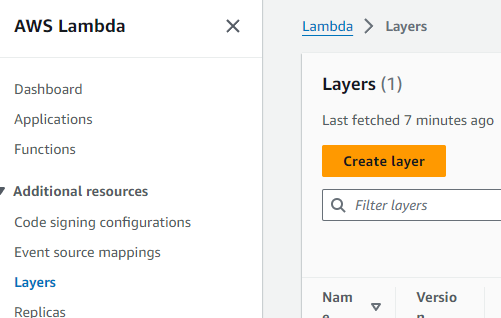 AWS Lambda
Dashboard
Applications
Functions
Additional resources
Code signing configurations
Event source mappings
Layers
Replicas
Lambda > Layers
Layers (1)
Last fetched 7 minutes ago
Create layer
Filter layers
Nam
e
Versio
n